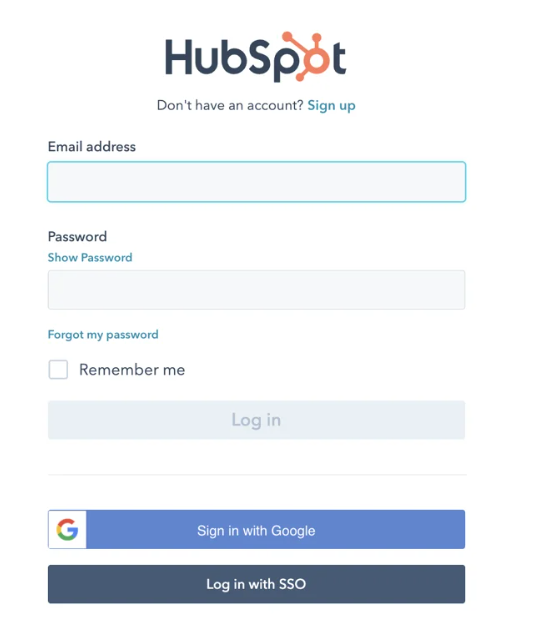 HubSpot
Don't have an account? Sign up
Email address
Password
Show Password
Forgot my password
Remember me
Log in
Sign in with Google
Log in with SSO